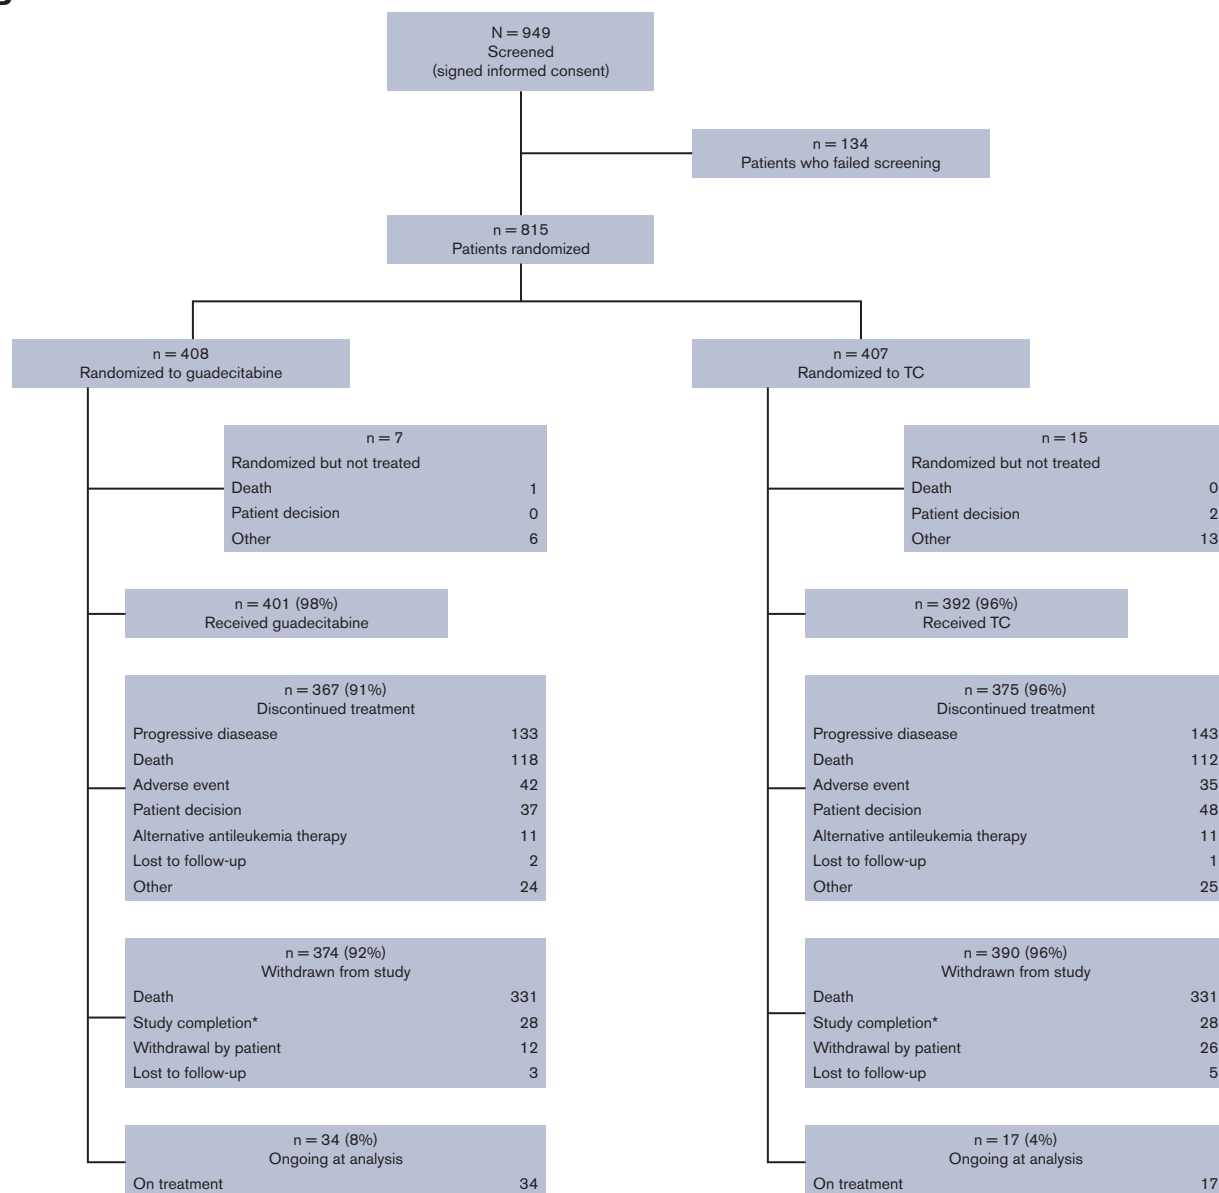 N = 949
Screened
(signed informed consent)
n = 134
Patients who failed screening
n = 815
Patients randomized
n = 408
Randomized to guadecitabine
n = 407
Randomized to TC
n = 7
Randomized but not treated
Death 1
Patient decision 0
Other 6
n = 15
Randomized but not treated
Death 0
Patient decision 2
Other 13
n = 401 (98%)
Received guadecitabine
n = 392 (96%)
Received TC
n = 367 (91%)
Discontinued treatment
Progressive diasease 133
Death 118
Adverse event 42
Patient decision 37
Alternative antileukemia therapy 11
Lost to follow-up 2
Other 24
n = 375 (96%)
Discontinued treatment
Progressive diasease 143
Death 112
Adverse event 35
Patient decision 48
Alternative antileukemia therapy 11
Lost to follow-up 1
Other 25
n = 374 (92%)
Withdrawn from study
Death 331
Study completion* 28
Withdrawal by patient 12
Lost to follow-up 3
n = 390 (96%)
Withdrawn from study
Death 331
Study completion* 28
Withdrawal by patient 26
Lost to follow-up 5
n = 34 (8%)
Ongoing at analysis
On treatment 34
n = 17 (4%)
Ongoing at analysis
On treatment 17